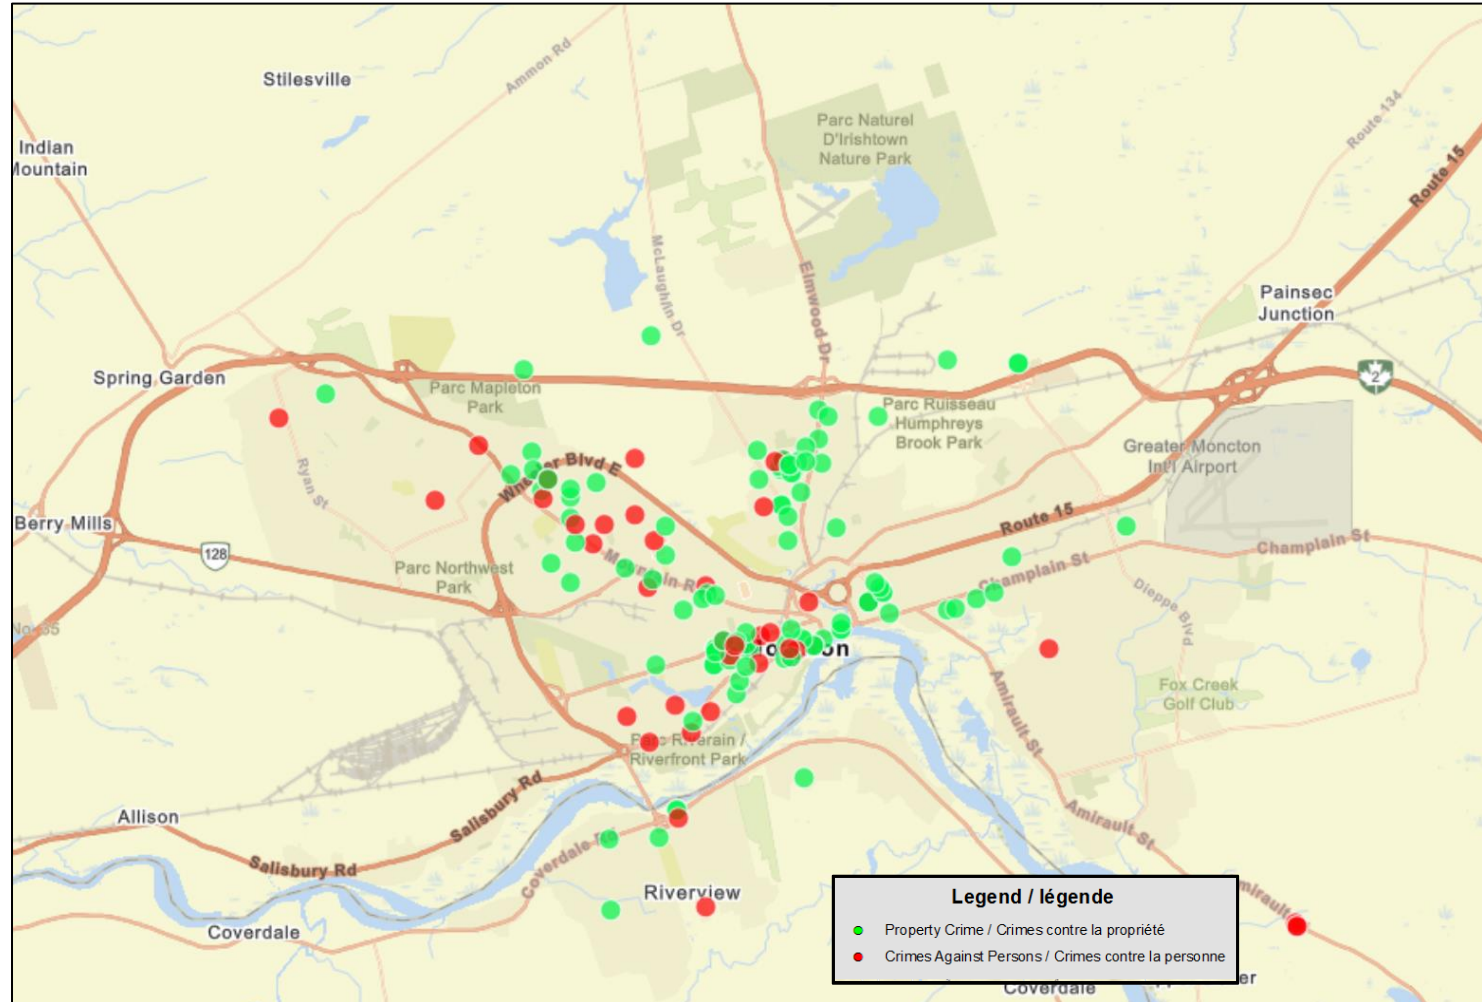 Stilesville
Ammon Rd
Indian
Mountain
Parc Naturel
D'Irishtown
Nature Park
Route 134
Route 15
McLaughlin Dr
Elmwood Dr
Painsec
Junction
Spring Garden
Parc Mapleton
Park
2
Parc Ruisseau
Humphreys
Brook Park
Greater Moncton
Int'l Airport
Ryan St
Blvd E
Berry Mills
128
Route 15
Champlain St
Champlain St
Parc Northwest
Park
Mountain R
Dieppe Blvd
on
Fox Creek
Golf Club
Amirault St
Riverfront Park
Salisbury Rd
Allison
Amirault St
Salisbury Rd
Coverdale Rd
Riverview
Coverdale
Legend / légende
Property Crime / Crimes contre la propriété
Crimes Against Persons / Crimes contre la personne
Coverdale